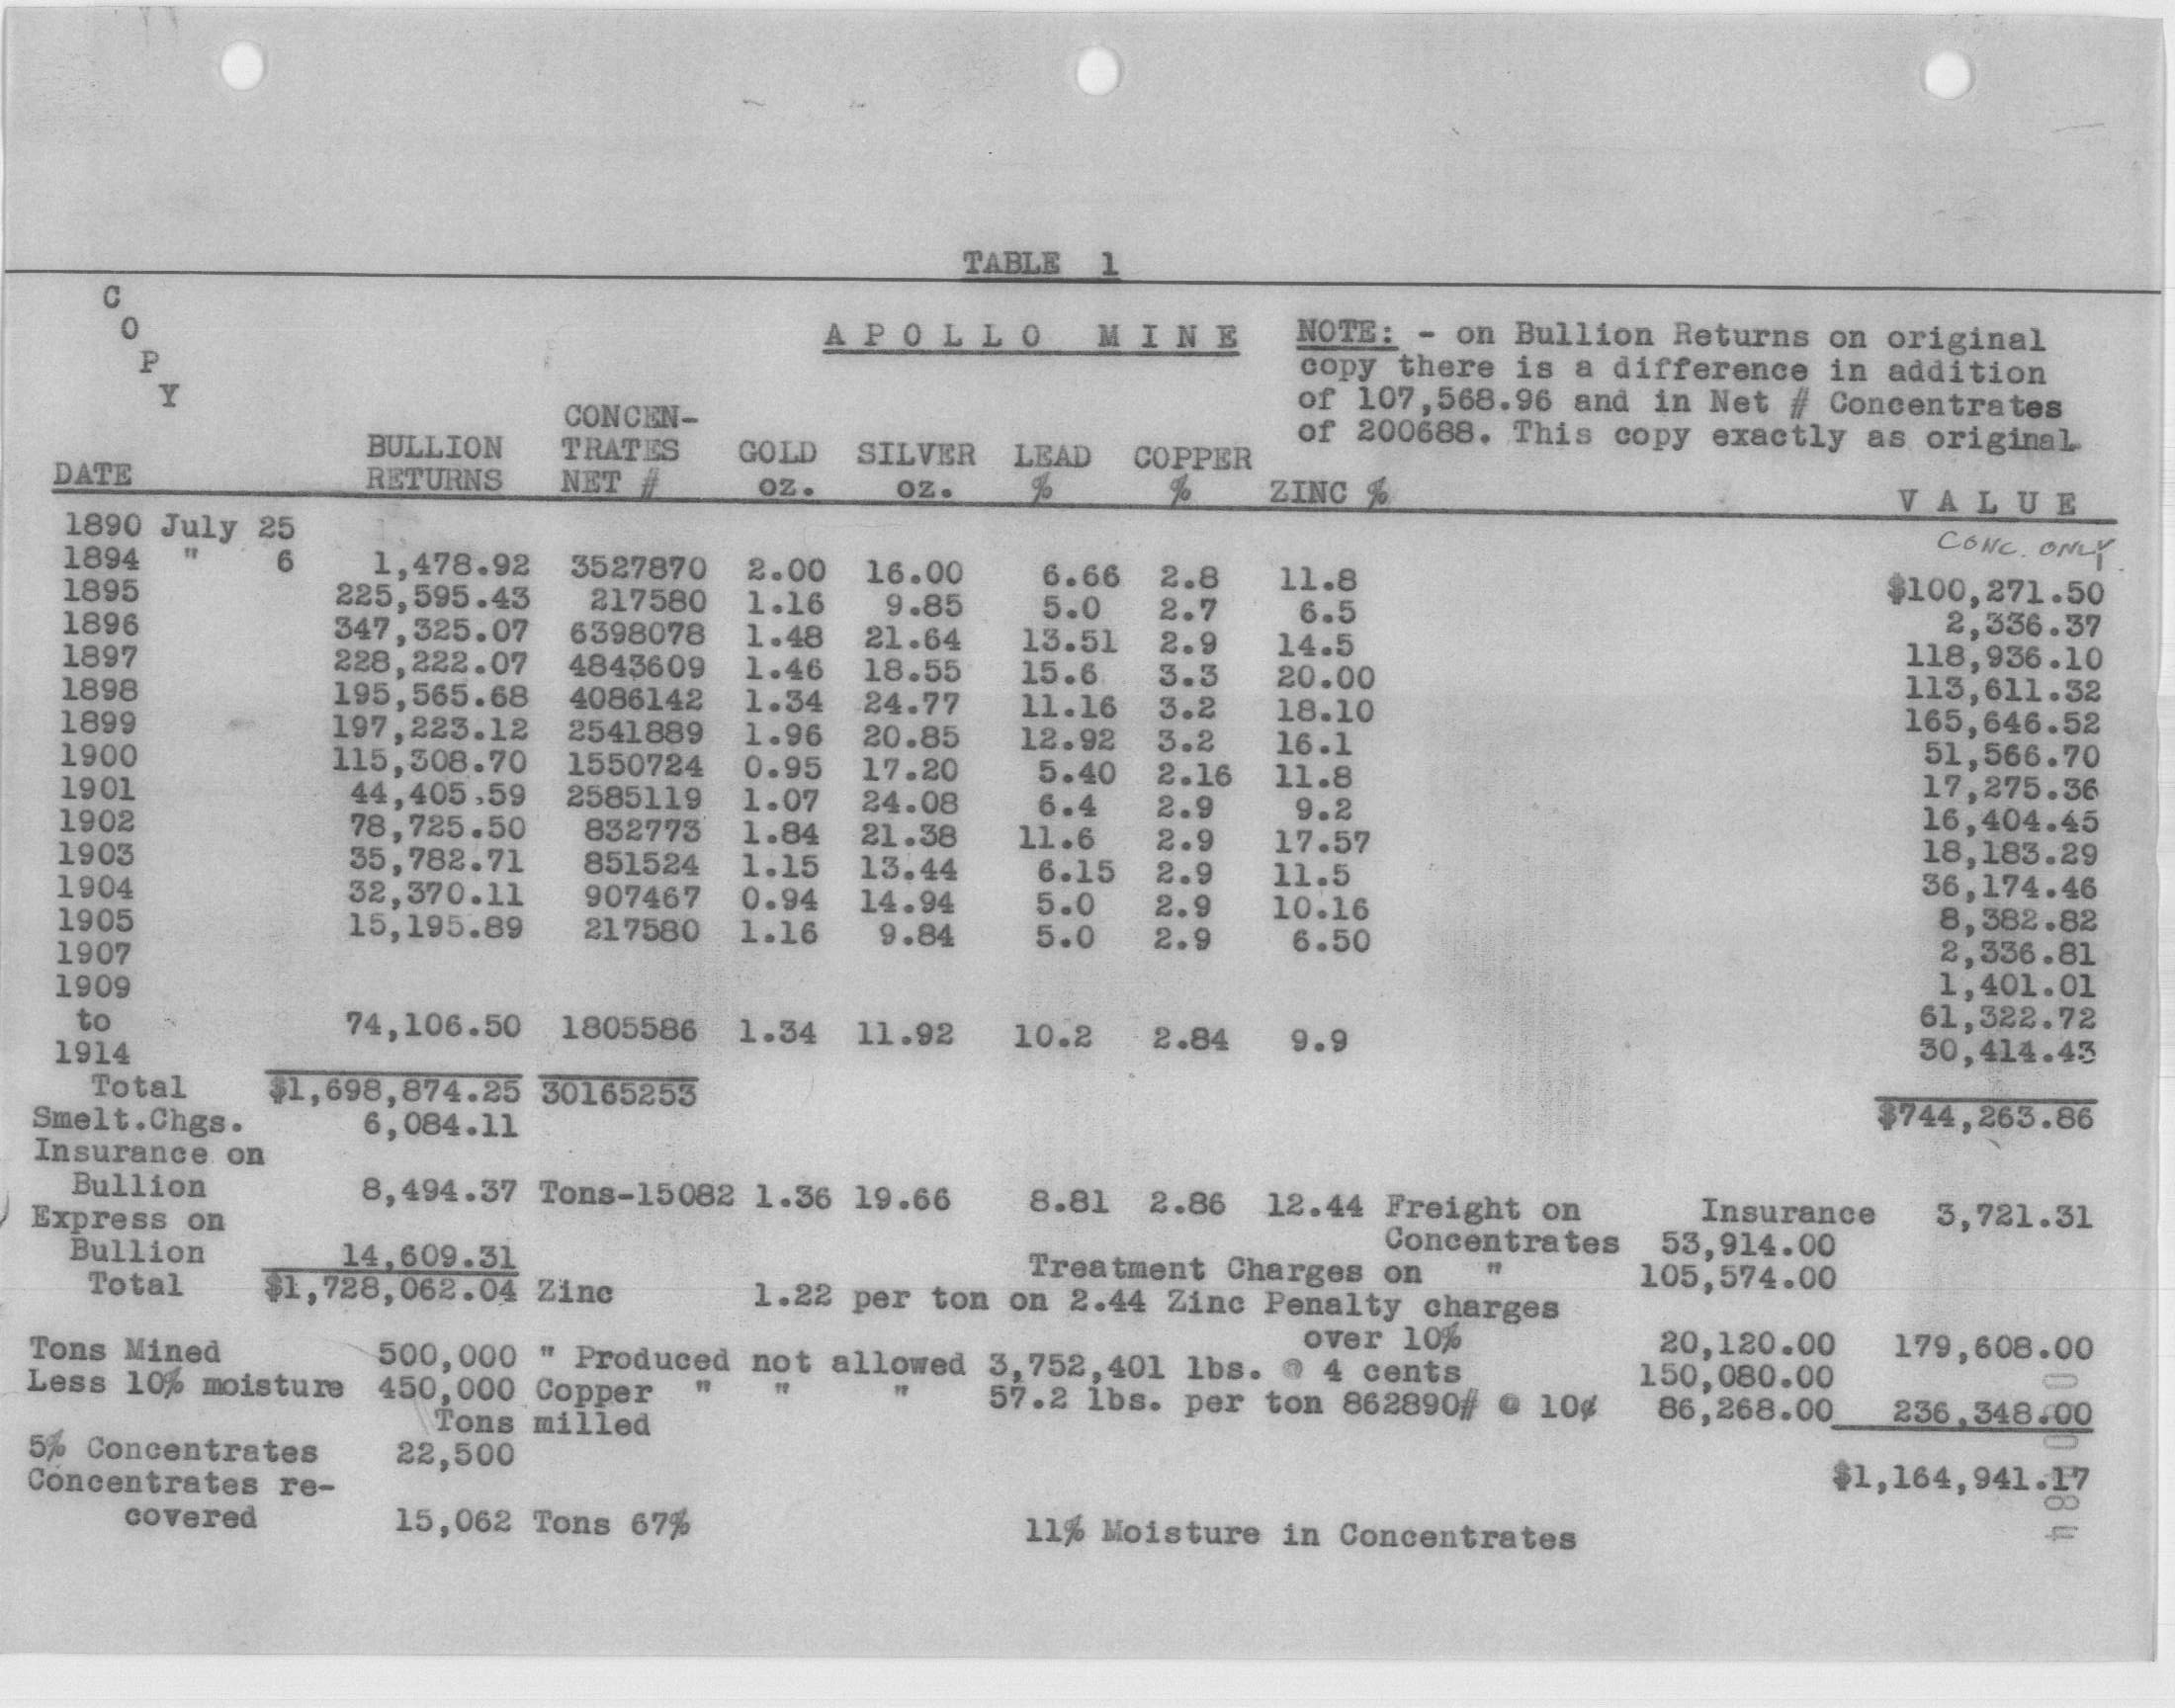 TABLE 1
C
O
P
Y
A P O L L O M I N E
NOTE: - on Bullion Returns on original
copy there is a difference in addition
of 107,568.96 and in Net # Concentrates
of 200688. This copy exactly as original.
DATE BULLION RETURNS CONCEN-TRATES NET # GOLD oz. SILVER oz. LEAD % COPPER % ZINC % V A L U E
CONC. ONLY
1890 July 25
1894 " 6 1,478.92 3527870 2.00 16.00 6.66 2.8 11.8 $100,271.50
1895 225,595.43 217580 1.16 9.85 5.0 2.7 6.5 2,336.37
1896 347,325.07 6398078 1.48 21.64 13.51 2.9 14.5 118,936.10
1897 228,222.07 4843609 1.46 18.55 15.6 3.3 20.00 113,611.32
1898 195,565.68 4086142 1.34 24.77 11.16 3.2 18.10 165,646.52
1899 197,223.12 2541889 1.96 20.85 12.92 3.2 16.1 51,566.70
1900 115,308.70 1550724 0.95 17.20 5.40 2.16 11.8 17,275.36
1901 44,405.59 2585119 1.07 24.08 6.4 2.9 9.2 16,404.45
1902 78,725.50 832773 1.84 21.38 11.6 2.9 17.57 18,183.29
1903 35,782.71 851524 1.15 13.44 6.15 2.9 11.5 36,174.46
1904 32,370.11 907467 0.94 14.94 5.0 2.9 10.16 8,382.82
1905 15,195.89 217580 1.16 9.84 5.0 2.9 6.50 2,336.81
1907 1,401.01
1909 61,322.72
to 74,106.50 1805586 1.34 11.92 10.2 2.84 9.9 30,414.43
1914
Total $1,698,874.25 30165253 $744,263.86
Smelt.Chgs. 6,084.11
Insurance on
Bullion 8,494.37 Tons-15082 1.36 19.66 8.81 2.86 12.44 Freight on Insurance 3,721.31
Express on Concentrates 53,914.00
Bullion 14,609.31 Treatment Charges on " 105,574.00
Total $1,728,062.04 Zinc 1.22 per ton on 2.44 Zinc Penalty charges
over 10% 20,120.00 179,608.00
Tons Mined 500,000 " Produced not allowed 3,752,401 lbs. @ 4 cents 150,080.00
Less 10% moisture 450,000 Copper " " " 57.2 lbs. per ton 862890# @ 10¢ 86,268.00 236,348.00
Tons milled
5% Concentrates 22,500
$1,164,941.17
Concentrates re-
covered 15,062 Tons 67% 11% Moisture in Concentrates